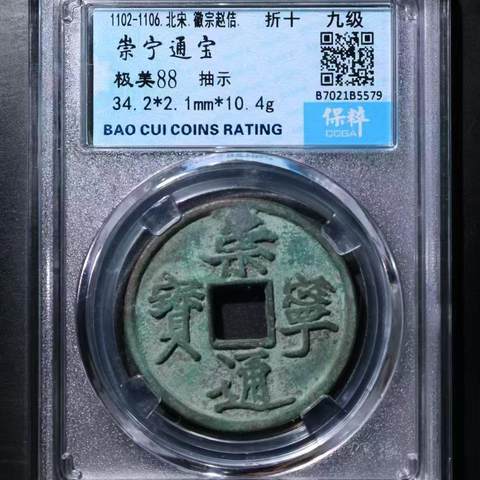 1102-1106.北宋.徽宗赵佶. 折十 九级
崇宁通宝
极美88 抽示
34.2*2.1mm*10.4g
B7021B5579
保粹
CCGA
BAO CUI COINS RATING
崇
寶 寧
通